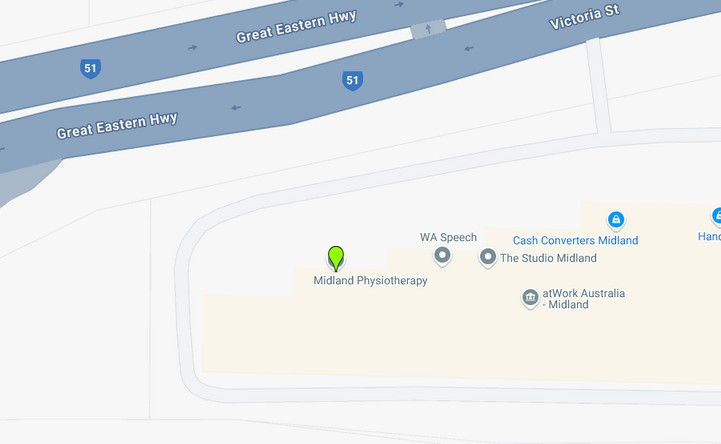 Great Eastern Hwy
Victoria St
51
51
Great Eastern Hwy
WA Speech
Cash Converters Midland
Hand
The Studio Midland
Midland Physiotherapy
atWork Australia
- Midland